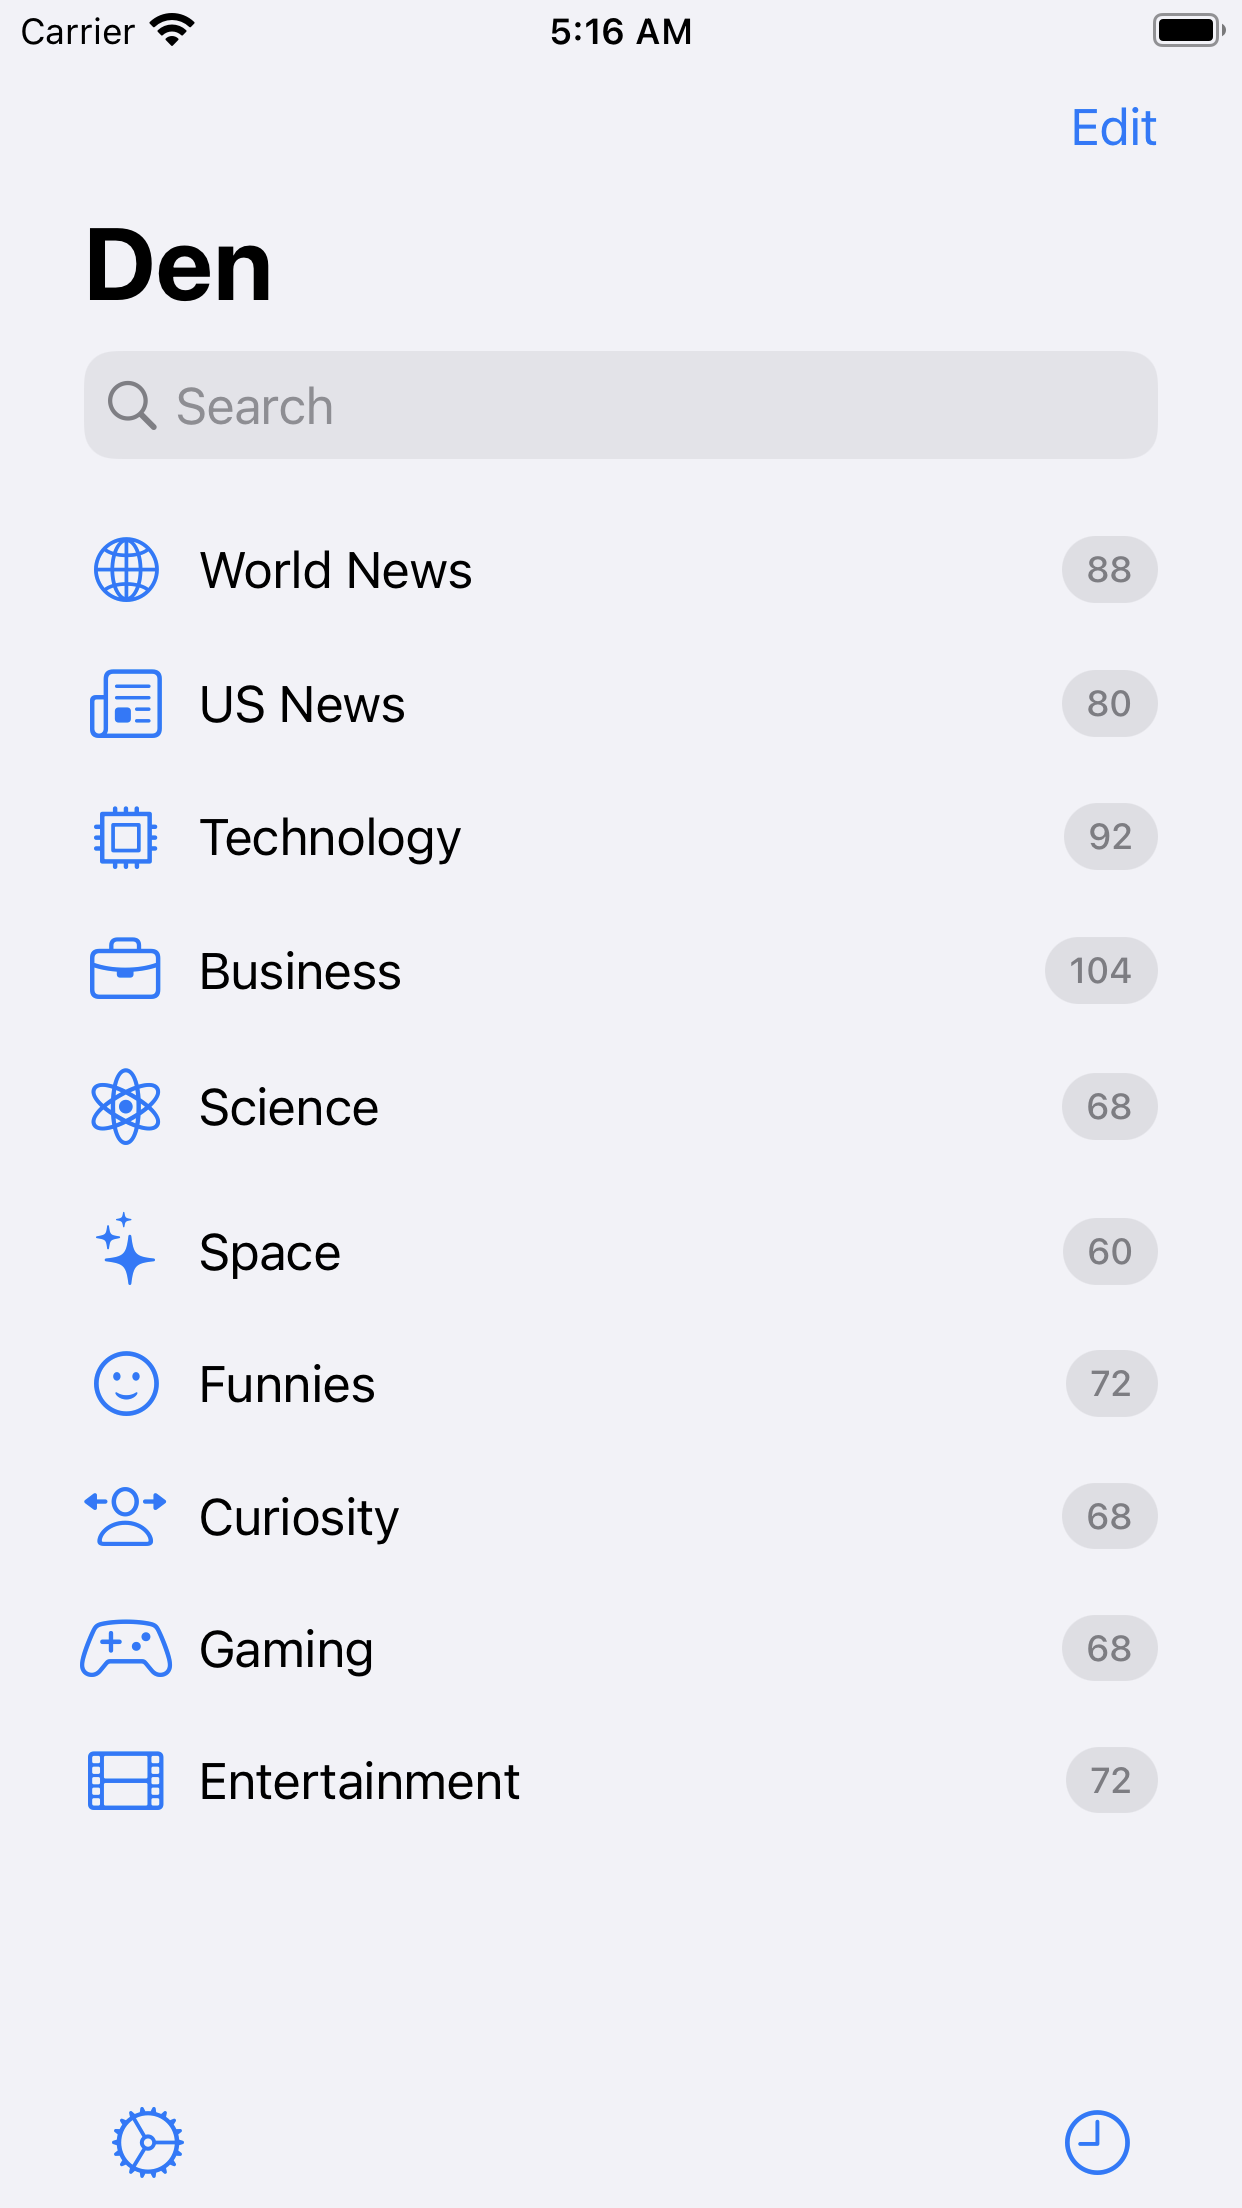 Carrier 5:16 AM
Edit
Den
Search
World News 88
US News 80
Technology 92
Business 104
Science 68
Space 60
Funnies 72
Curiosity 68
Gaming 68
Entertainment 72